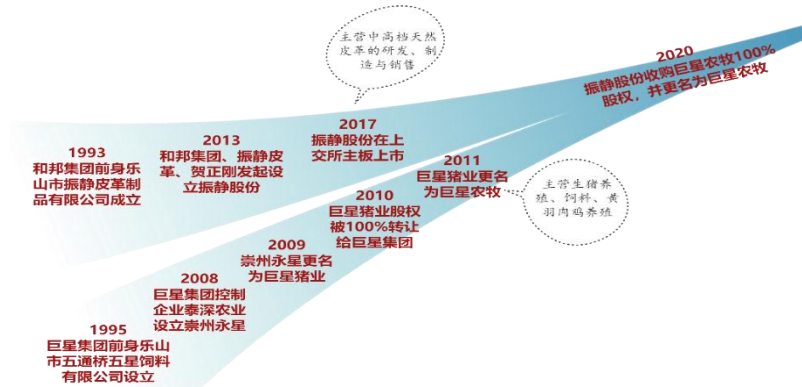 主营中高档天然
皮革的研发、制
造与销售
2020
振静股份收购巨星农牧100%
股权，并更名为巨星农牧
1993
和邦集团前身乐
山市振静皮革制
品有限公司成立
2013
和邦集团、振静皮
革、贺正刚发起设
立振静股份
2017
振静股份在上
交所主板上市
2011
巨星猪业更名
为巨星农牧
主营生猪养
殖、饲料、黄
羽肉鸡养殖
2010
巨星猪业股权
被100%转让
给巨星集团
2009
崇州永星更名
为巨星猪业
2008
巨星集团控制
企业泰深农业
设立崇州永星
1995
巨星集团前身乐山
市五通桥五星饲料
有限公司设立